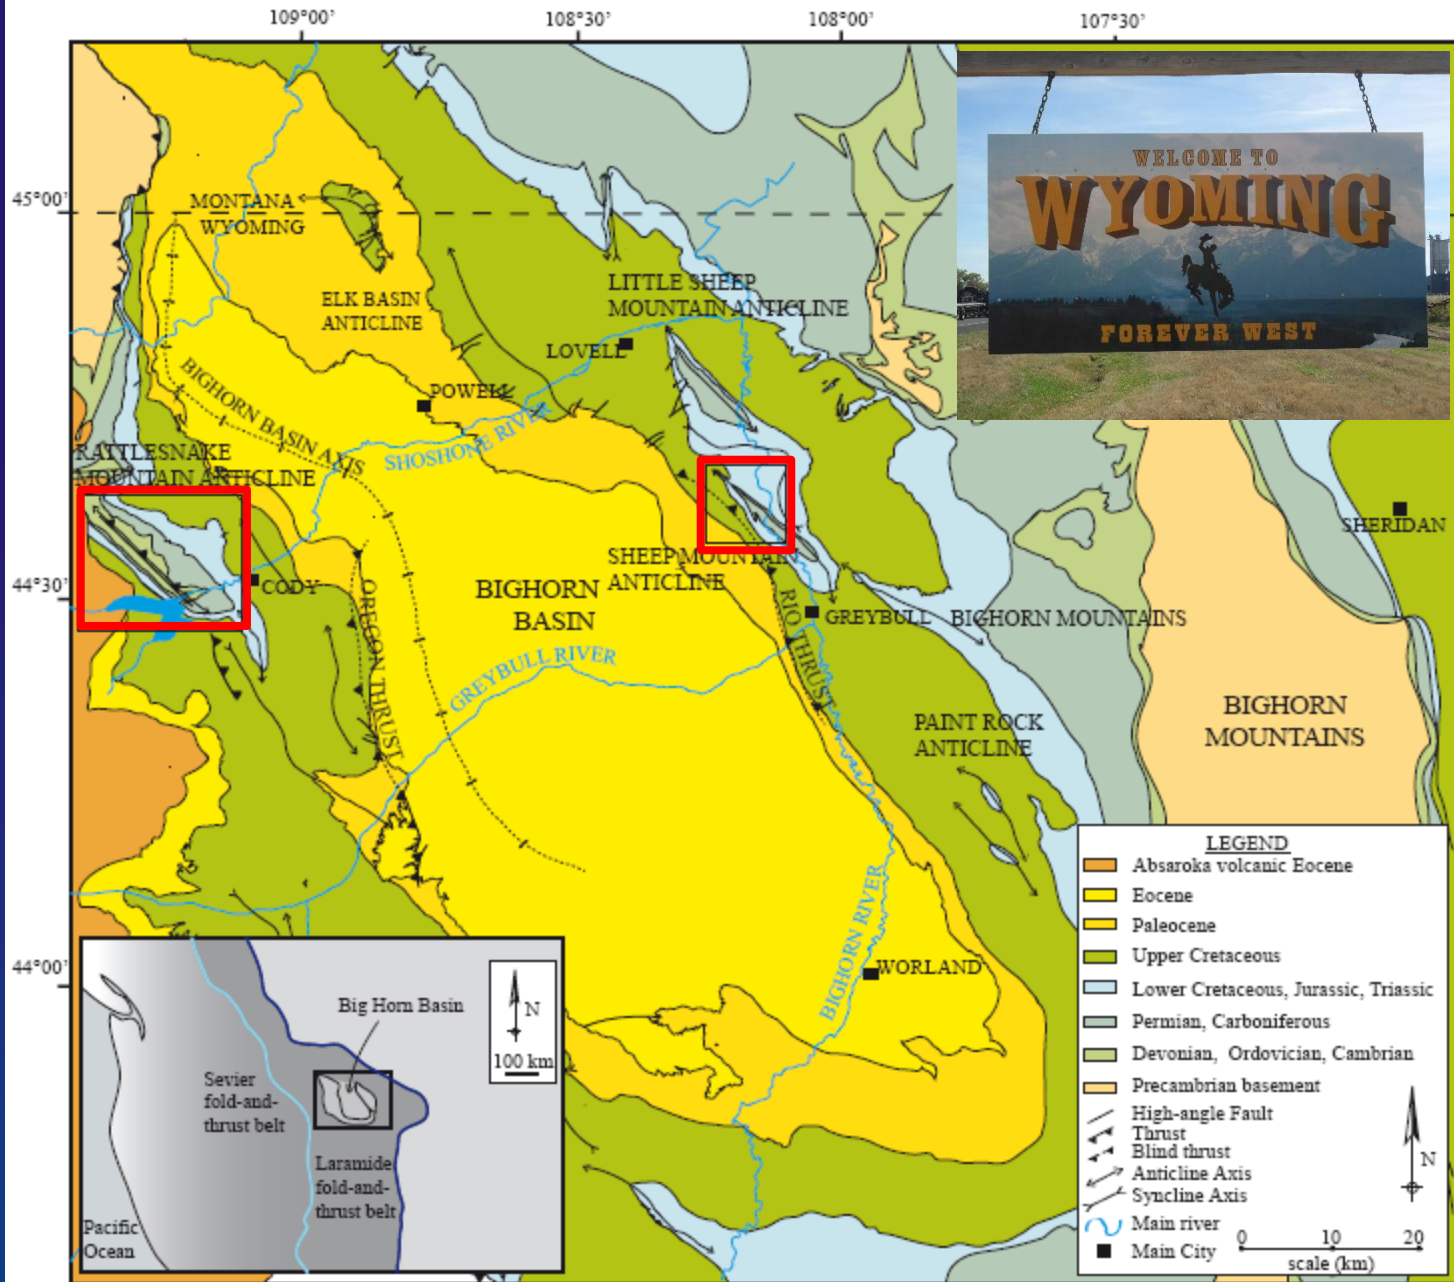 109°00'
108°30'
108°00'
107°30'
45°00'
44°30'
44°00'
WELCOME TO
WYOMING
FOREVER WEST
MONTANA
WYOMING
ELK BASIN
ANTICLINE
LITTLE SHEEP
MOUNTAIN ANTICLINE
LOVELL
POWELL
BIGHORN BASIN AXIS
SHOSHONE RIVER
RATTLESNAKE
MOUNTAIN ANTICLINE
CODY
OREGON THRUST
BIGHORN
BASIN
SHEEP MOUNTAIN
ANTICLINE
RIO THRUST
GREYBULL
BIGHORN MOUNTAINS
SHERIDAN
GREYBULL RIVER
PAINT ROCK
ANTICLINE
BIGHORN
MOUNTAINS
BIGHORN RIVER
WORLAND
Big Horn Basin
N
100 km
Sevier
fold-and-
thrust belt
Laramide
fold-and-
thrust belt
Pacific
Ocean
LEGEND
Absaroka volcanic Eocene
Eocene
Paleocene
Upper Cretaceous
Lower Cretaceous, Jurassic, Triassic
Permian, Carboniferous
Devonian, Ordovician, Cambrian
Precambrian basement
High-angle Fault
Thrust
Blind thrust
Anticline Axis
Syncline Axis
Main river
Main City
N
0 10 20
scale (km)